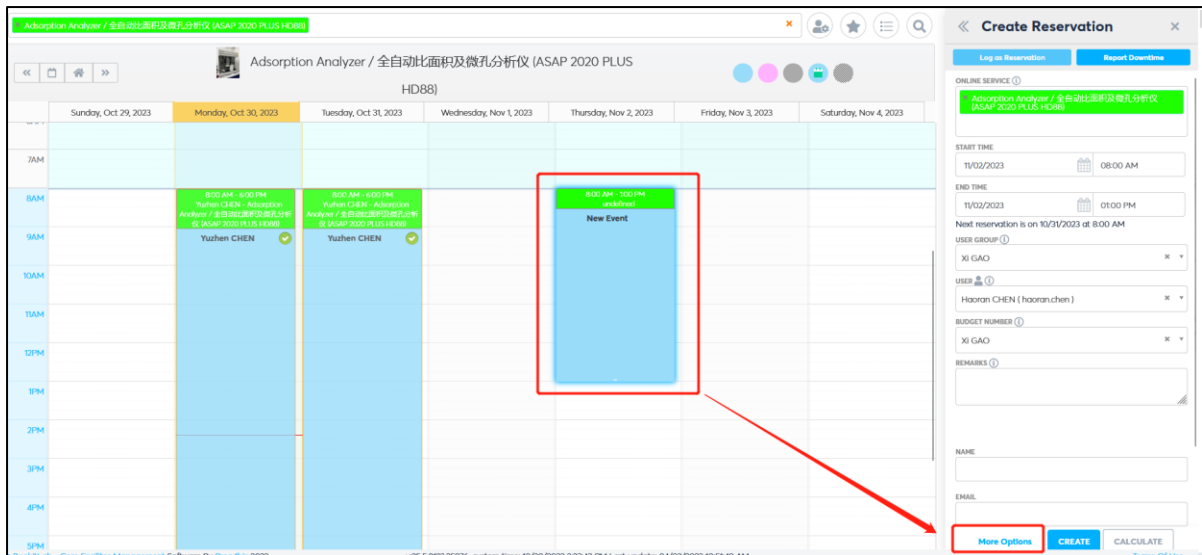 Adsorption Analyzer / 全自动比面积及微孔分析仪 (ASAP 2020 PLUS HD88)
Adsorption Analyzer / 全自动比面积及微孔分析仪 (ASAP 2020 PLUS
HD88)
Sunday, Oct 29, 2023
Monday, Oct 30, 2023
Tuesday, Oct 31, 2023
Wednesday, Nov 1, 2023
Thursday, Nov 2, 2023
Friday, Nov 3, 2023
Saturday, Nov 4, 2023
7AM
8AM
9AM
10AM
11AM
12PM
1PM
2PM
3PM
4PM
5PM
8:00 AM - 6:00 PM
Yuzhen CHEN - Adsorption
Analyzer / 全自动比面积及微孔分析
仪 (ASAP 2020 PLUS HD88)
Yuzhen CHEN
8:00 AM - 6:00 PM
Yuzhen CHEN - Adsorption
Analyzer / 全自动比面积及微孔分析
仪 (ASAP 2020 PLUS HD88)
Yuzhen CHEN
8:00 AM - 1:00 PM
undefined
New Event
Create Reservation
Log as Reservation
Report Downtime
ONLINE SERVICE
Adsorption Analyzer / 全自动比面积及微孔分析仪
(ASAP 2020 PLUS HD88)
START TIME
11/02/2023
08:00 AM
END TIME
11/02/2023
01:00 PM
Next reservation is on 10/31/2023 at 8:00 AM
USER GROUP
Xi GAO
USER
Haoran CHEN ( haoran.chen )
BUDGET NUMBER
Xi GAO
REMARKS
NAME
EMAIL
More Options
CREATE
CALCULATE